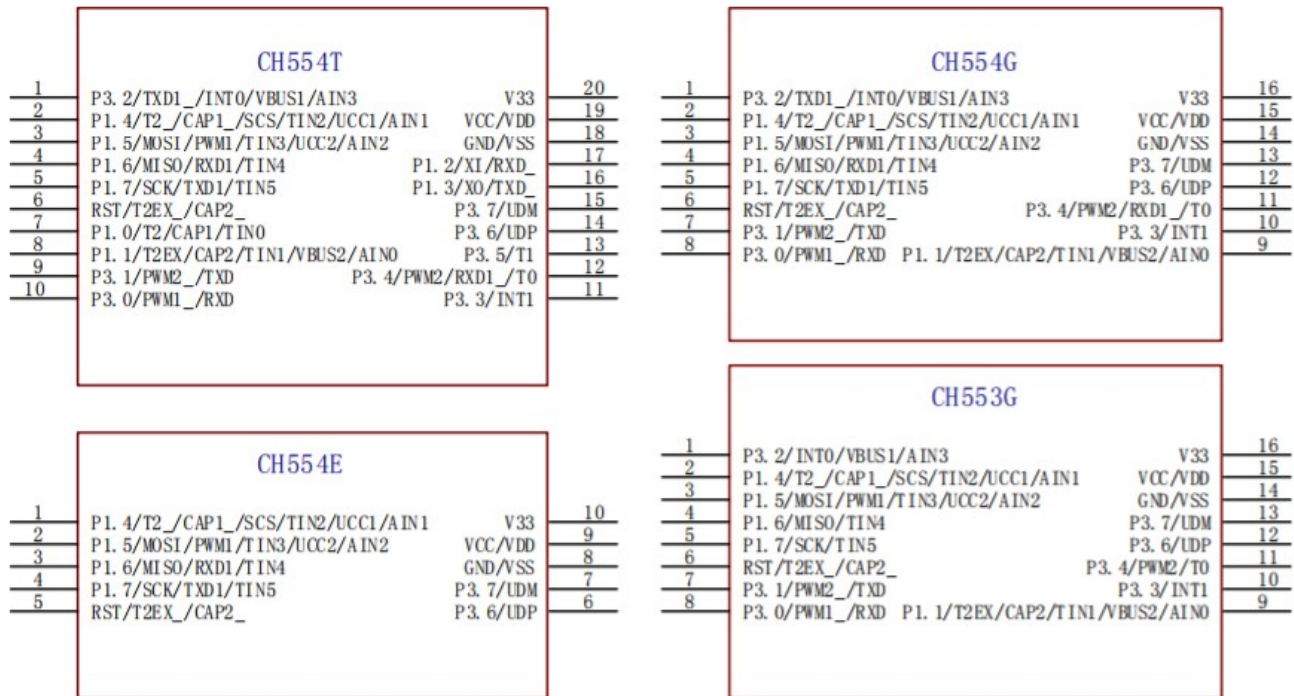 CH554T
1 P3.2/TXD1_/INT0/VBUS1/AIN3 V33 20
2 P1.4/T2_/CAP1_/SCS/TIN2/UCC1/AIN1 VCC/VDD 19
3 P1.5/MOSI/PWM1/TIN3/UCC2/AIN2 GND/VSS 18
4 P1.6/MISO/RXD1/TIN4 P1.2/XI/RXD_ 17
5 P1.7/SCK/TXD1/TIN5 P1.3/XO/TXD_ 16
6 RST/T2EX_/CAP2_ P3.7/UDM 15
7 P1.0/T2/CAP1/TIN0 P3.6/UDP 14
8 P1.1/T2EX/CAP2/TIN1/VBUS2/AIN0 P3.5/T1 13
9 P3.1/PWM2_/TXD P3.4/PWM2/RXD1_/T0 12
10 P3.0/PWM1_/RXD P3.3/INT1 11
CH554G
1 P3.2/TXD1_/INT0/VBUS1/AIN3 V33 16
2 P1.4/T2_/CAP1_/SCS/TIN2/UCC1/AIN1 VCC/VDD 15
3 P1.5/MOSI/PWM1/TIN3/UCC2/AIN2 GND/VSS 14
4 P1.6/MISO/RXD1/TIN4 P3.7/UDM 13
5 P1.7/SCK/TXD1/TIN5 P3.6/UDP 12
6 RST/T2EX_/CAP2_ P3.4/PWM2/RXD1_/T0 11
7 P3.1/PWM2_/TXD P3.3/INT1 10
8 P3.0/PWM1_/RXD P1.1/T2EX/CAP2/TIN1/VBUS2/AIN0 9
CH554E
1 P1.4/T2_/CAP1_/SCS/TIN2/UCC1/AIN1 V33 10
2 P1.5/MOSI/PWM1/TIN3/UCC2/AIN2 VCC/VDD 9
3 P1.6/MISO/RXD1/TIN4 GND/VSS 8
4 P1.7/SCK/TXD1/TIN5 P3.7/UDM 7
5 RST/T2EX_/CAP2_ P3.6/UDP 6
CH553G
1 P3.2/INT0/VBUS1/AIN3 V33 16
2 P1.4/T2_/CAP1_/SCS/TIN2/UCC1/AIN1 VCC/VDD 15
3 P1.5/MOSI/PWM1/TIN3/UCC2/AIN2 GND/VSS 14
4 P1.6/MISO/TIN4 P3.7/UDM 13
5 P1.7/SCK/TIN5 P3.6/UDP 12
6 RST/T2EX_/CAP2_ P3.4/PWM2/T0 11
7 P3.1/PWM2_/TXD P3.3/INT1 10
8 P3.0/PWM1_/RXD P1.1/T2EX/CAP2/TIN1/VBUS2/AIN0 9